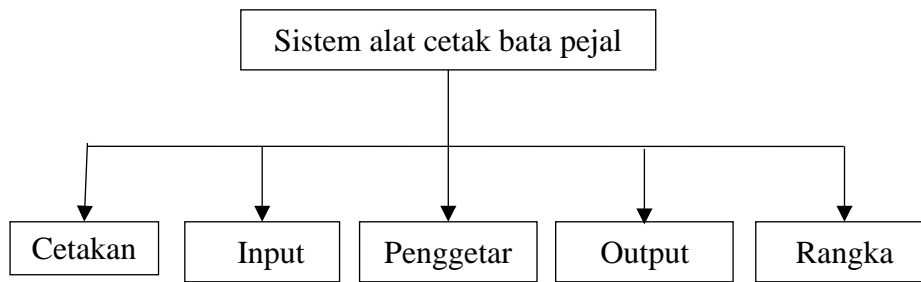 Sistem alat cetak bata pejal
Cetakan
Input
Penggetar
Output
Rangka